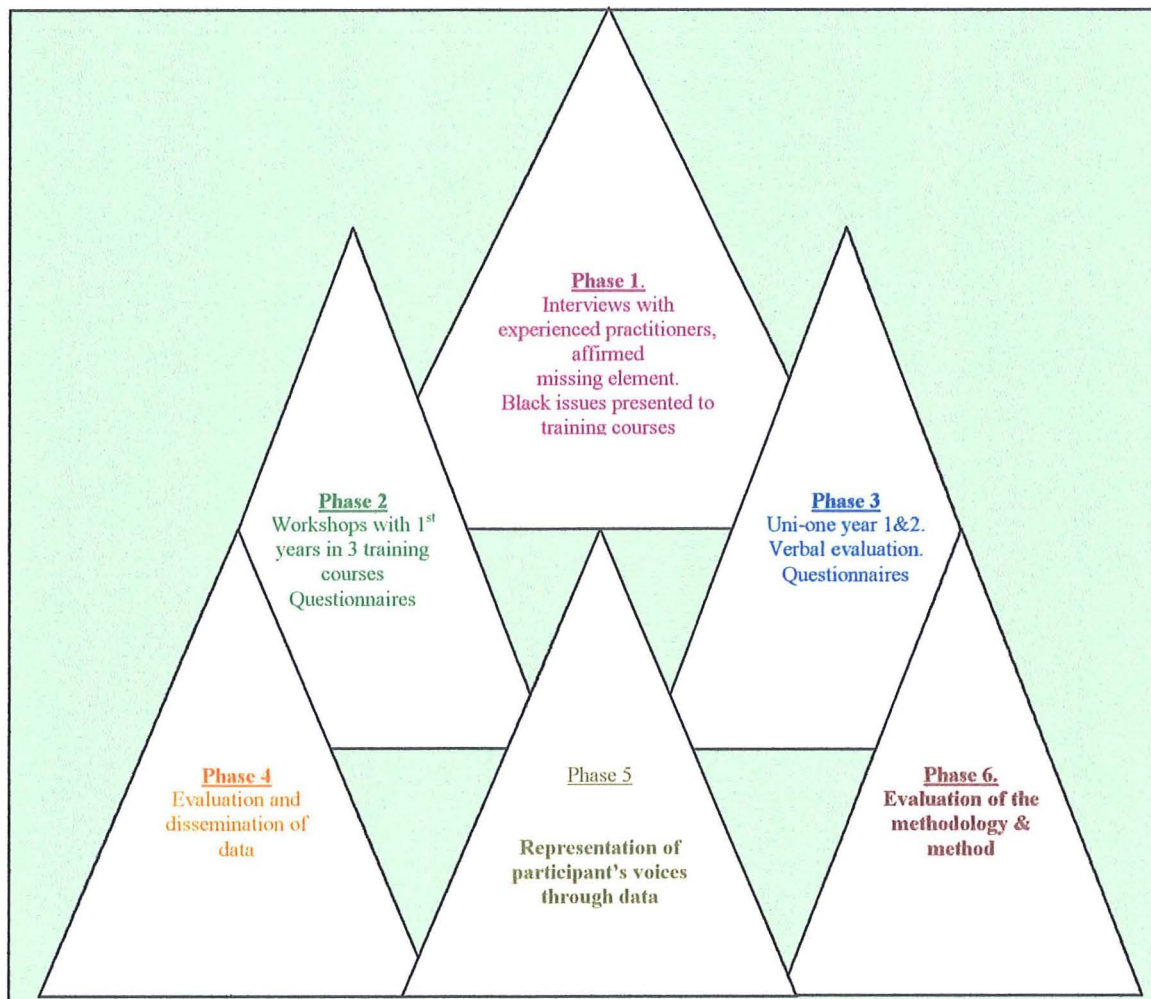 Phase 1.
Interviews with
experienced practitioners,
affirmed
missing element.
Black issues presented to
training courses
Phase 2
Workshops with 1st
years in 3 training
courses
Questionnaires
Phase 3
Uni-one year 1&2.
Verbal evaluation.
Questionnaires
Phase 4
Evaluation and
dissemination of
data
Phase 5
Representation of
participant’s voices
through data
Phase 6.
Evaluation of the
methodology &
method